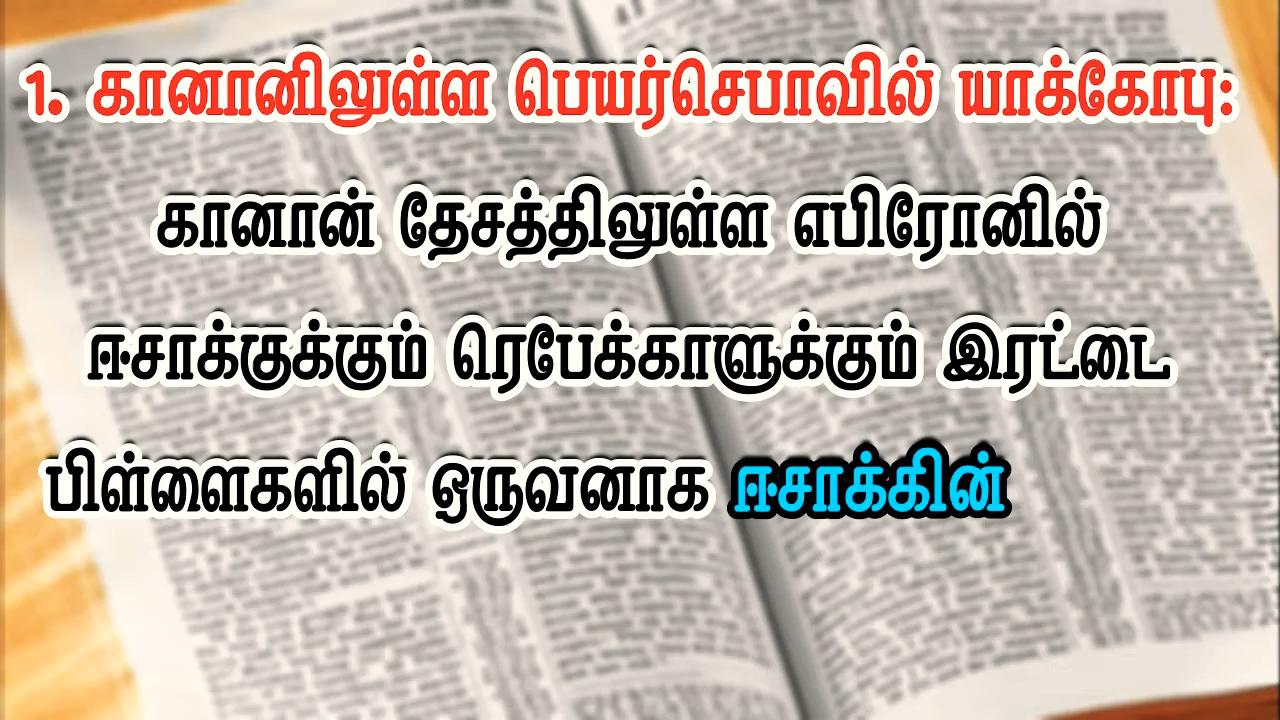 1. கானானிலுள்ள பெயர்செபாவில் யாக்கோபு:
கானான் தேசத்திலுள்ள எபிரோனில்
ஈசாக்குக்கும் ரெபேக்காளுக்கும் இரட்டை
பிள்ளைகளில் ஒருவனாக ஈசாக்கின்